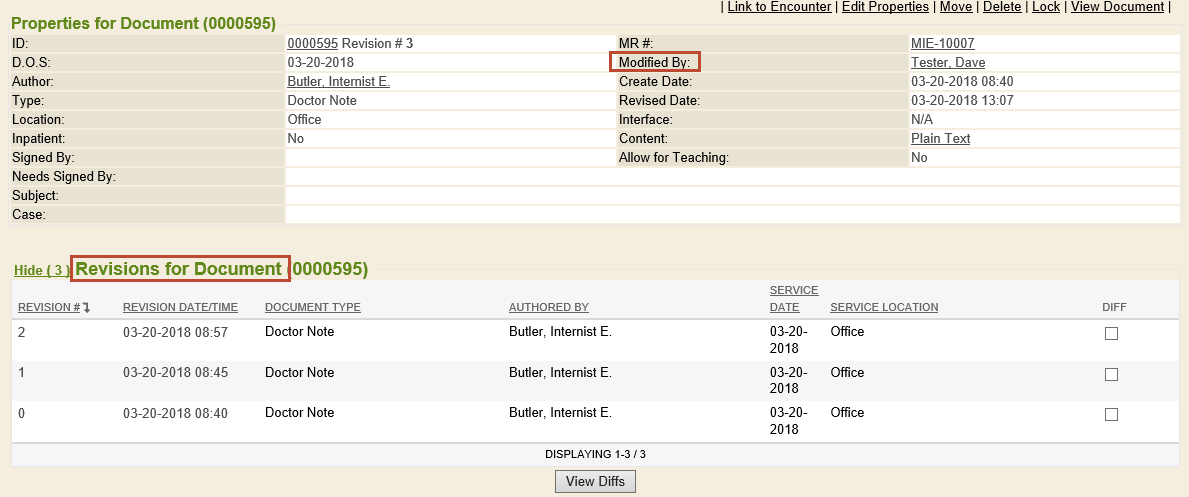 | Link to Encounter | Edit Properties | Move | Delete | Lock | View Document |
Properties for Document (0000595)
ID: 0000595 Revision # 3 MR #: MIE-10007
D.O.S: 03-20-2018 Modified By: Tester, Dave
Author: Butler, Internist E. Create Date: 03-20-2018 08:40
Type: Doctor Note Revised Date: 03-20-2018 13:07
Location: Office Interface: N/A
Inpatient: No Content: Plain Text
Signed By: Allow for Teaching: No
Needs Signed By:
Subject:
Case:
Hide ( 3 ) Revisions for Document (0000595)
REVISION # REVISION DATE/TIME DOCUMENT TYPE AUTHORED BY SERVICE DATE SERVICE LOCATION DIFF
2 03-20-2018 08:57 Doctor Note Butler, Internist E. 03-20-2018 Office
1 03-20-2018 08:45 Doctor Note Butler, Internist E. 03-20-2018 Office
0 03-20-2018 08:40 Doctor Note Butler, Internist E. 03-20-2018 Office
DISPLAYING 1-3 / 3
View Diffs